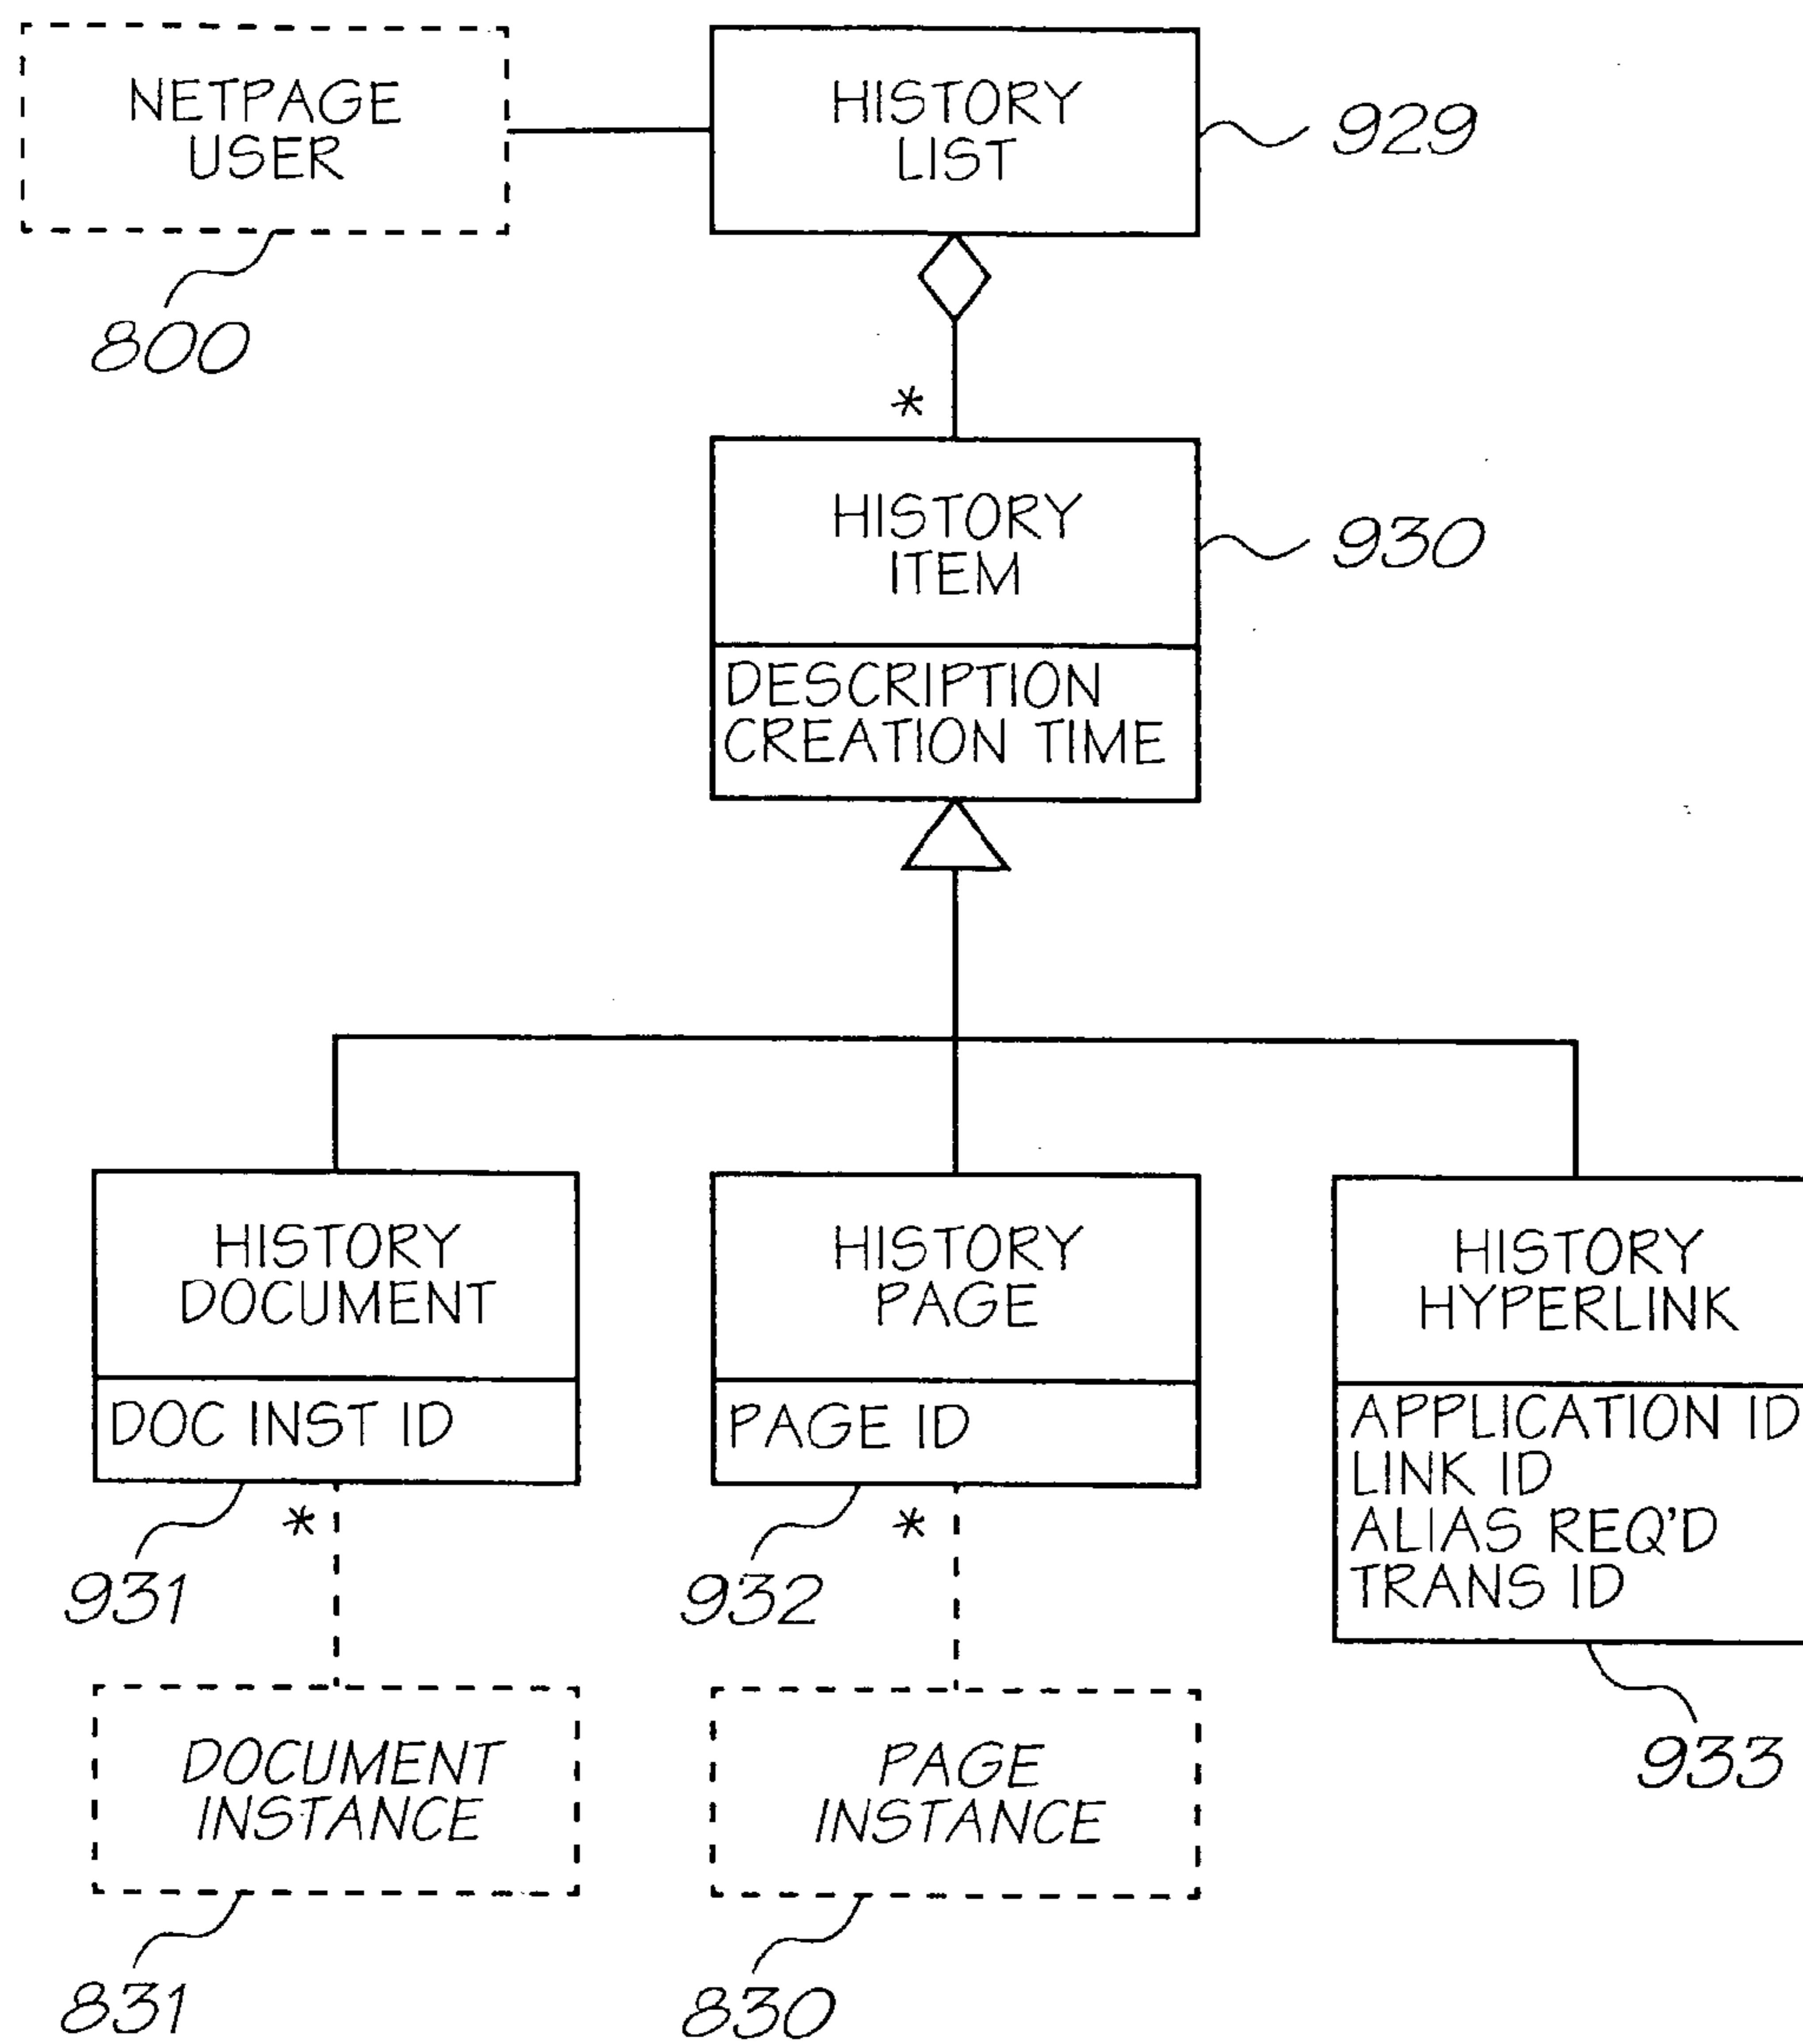 NETPAGE
USER
800
HISTORY
LIST
929
*
HISTORY
ITEM
930
DESCRIPTION
CREATION TIME
HISTORY
DOCUMENT
DOC INST ID
931
*
HISTORY
PAGE
PAGE ID
932
*
HISTORY
HYPERLINK
APPLICATION ID
LINK ID
ALIAS REQ'D
TRANS ID
933
DOCUMENT
INSTANCE
831
PAGE
INSTANCE
830